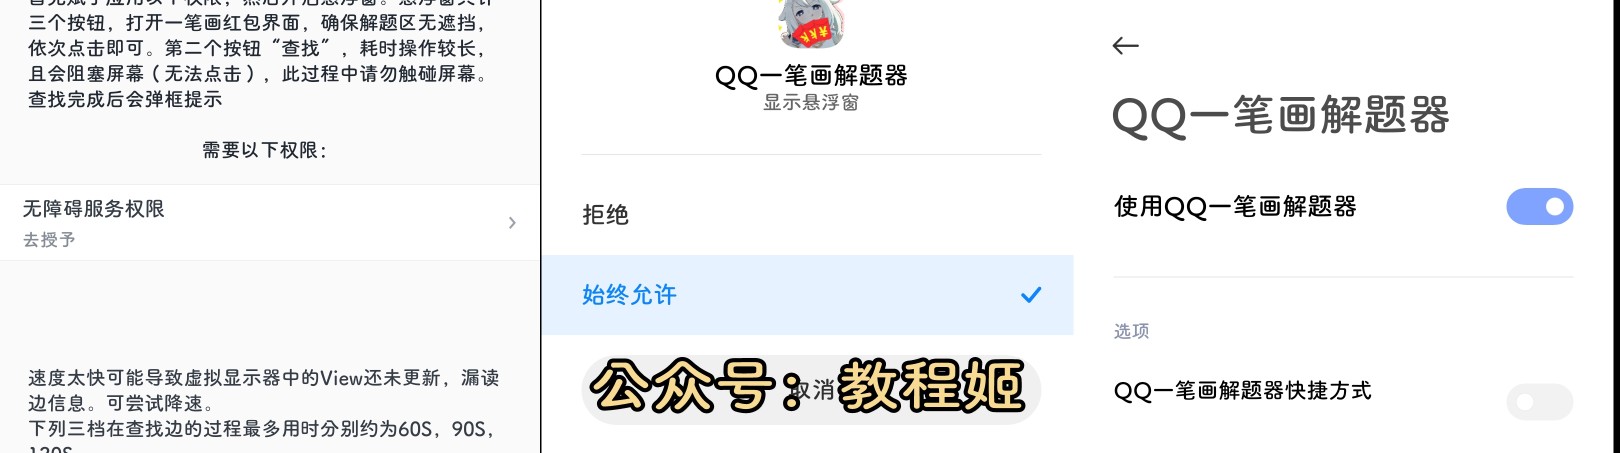 三个按钮，打开一笔画红包界面，确保解题区无遮挡，
依次点击即可。第二个按钮“查找”，耗时操作较长，
且会阻塞屏幕（无法点击），此过程中请勿触碰屏幕。
查找完成后会弹框提示
需要以下权限：
无障碍服务权限
去授予
速度太快可能导致虚拟显示器中的View还未更新，漏读
边信息。可尝试降速。
下列三档在查找边的过程最多用时分别约为60S，90S，
QQ一笔画解题器
显示悬浮窗
拒绝
始终允许
取消
公众号：教程姬
QQ一笔画解题器
使用QQ一笔画解题器
选项
QQ一笔画解题器快捷方式